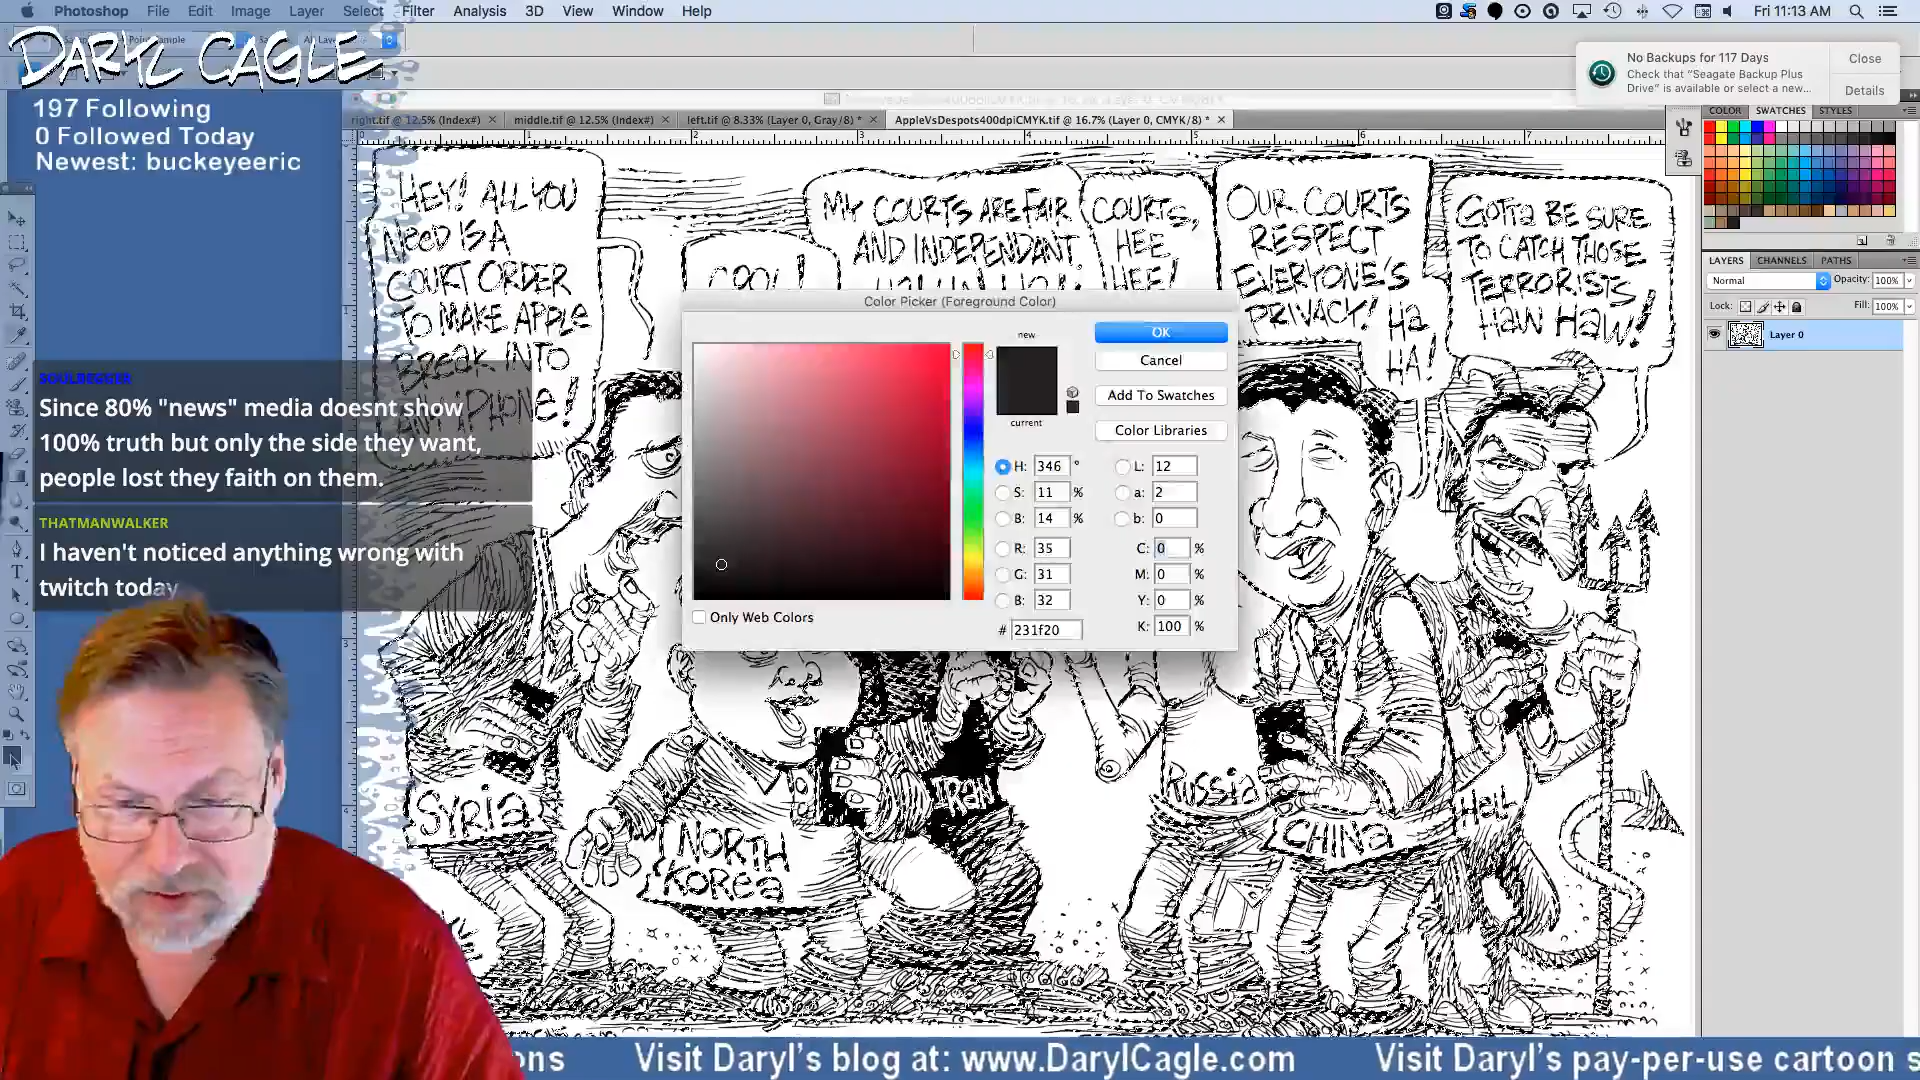 Photoshop File Edit Image Layer Select Filter Analysis 3D View Window Help
Fri 11:13 AM
DARYL CAGLE
197 Following
0 Followed Today
Newest: buckeyeeric
No Backups for 117 Days
Check that “Seagate Backup Plus
Drive” is available or select a new...
Close
Details
right.tif @ 12.5% (Index#)
middle.tif @ 12.5% (Index#)
left.tif @ 8.33% (Layer 0, Gray/8) *
AppleVsDespots400dpiCMYK.tif @ 16.7% (Layer 0, CMYK/8) *
COLOR SWATCHES STYLES
HEY! ALL YOU
NEED IS A
COURT ORDER
TO MAKE APPLE
BREAK INTO
COOL!
MY COURTS ARE FAIR
AND INDEPENDANT.
COURTS,
HEE
HEE!
OUR COURTS
RESPECT
EVERYONE'S
PRIVACY! HA
HA!
GOTTA BE SURE
TO CATCH THOSE
TERRORISTS
HAW HAW!
Since 80% "news" media doesnt show
100% truth but only the side they want,
people lost they faith on them.
THATMANWALKER
I haven't noticed anything wrong with
twitch today
Color Picker (Foreground Color)
new
current
OK
Cancel
Add To Swatches
Color Libraries
H: 346 °
S: 11 %
B: 14 %
R: 35
G: 31
B: 32
# 231f20
L: 12
a: 2
b: 0
C: 0 %
M: 0 %
Y: 0 %
K: 100 %
Only Web Colors
LAYERS CHANNELS PATHS
Normal
Opacity: 100%
Lock:
Fill: 100%
Layer 0
SYRIA
NORTH
KOREA
IRAN
RUSSIA
CHINA
HELL
ons Visit Daryl’s blog at: www.DarylCagle.com Visit Daryl’s pay-per-use cartoon s